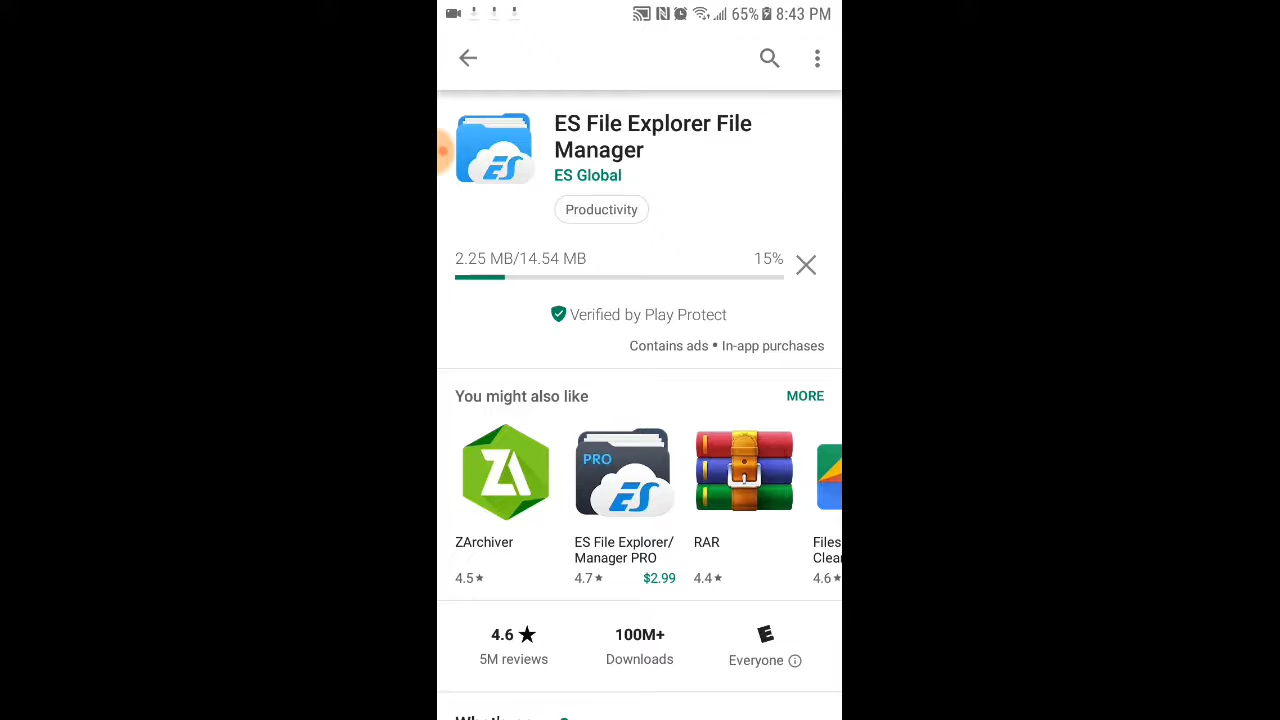 65% 8:43 PM
ES File Explorer File
Manager
ES Global
Productivity
2.25 MB/14.54 MB 15%
Verified by Play Protect
Contains ads • In-app purchases
You might also like MORE
ZA
PRO
ES
ZArchiver
4.5★
ES File Explorer/
Manager PRO
4.7★ $2.99
RAR
4.4★
Files
Clea
4.6★
4.6 ★
5M reviews
100M+
Downloads
E
Everyone